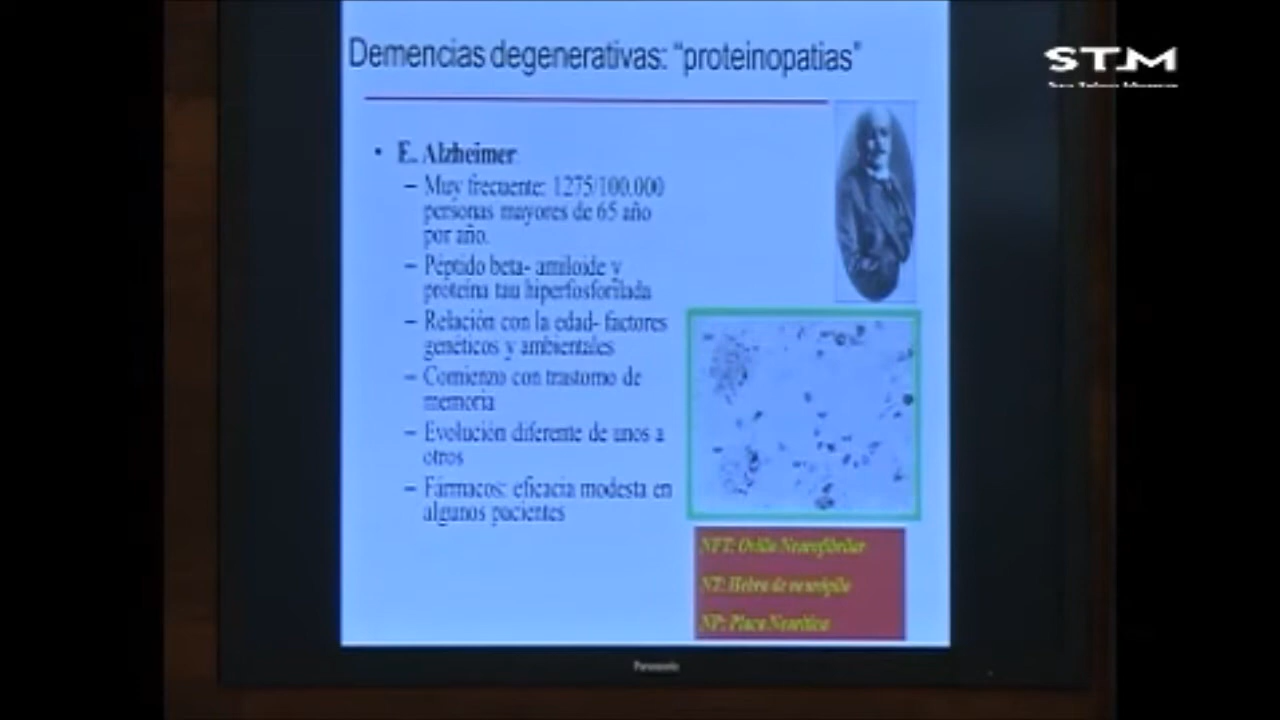 Demencias degenerativas: “proteinopatias”
STM
• E. Alzheimer
– Muy frecuente: 1275/100.000
personas mayores de 65 año
por año.
– Péptido beta- amiloide y
proteína tau hiperfosforilada
– Relación con la edad- factores
genéticos y ambientales
– Comienzo con trastorno de
memoria
– Evolución diferente de unos a
otros
– Fármacos: eficacia modesta en
algunos pacientes
NFT: Ovillo Neurofibrilar
NT: Hebra de neurópilo
NP: Placa Neurítica
Panasonic